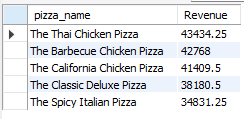 pizza_name Revenue
The Thai Chicken Pizza 43434.25
The Barbecue Chicken Pizza 42768
The California Chicken Pizza 41409.5
The Classic Deluxe Pizza 38180.5
The Spicy Italian Pizza 34831.25